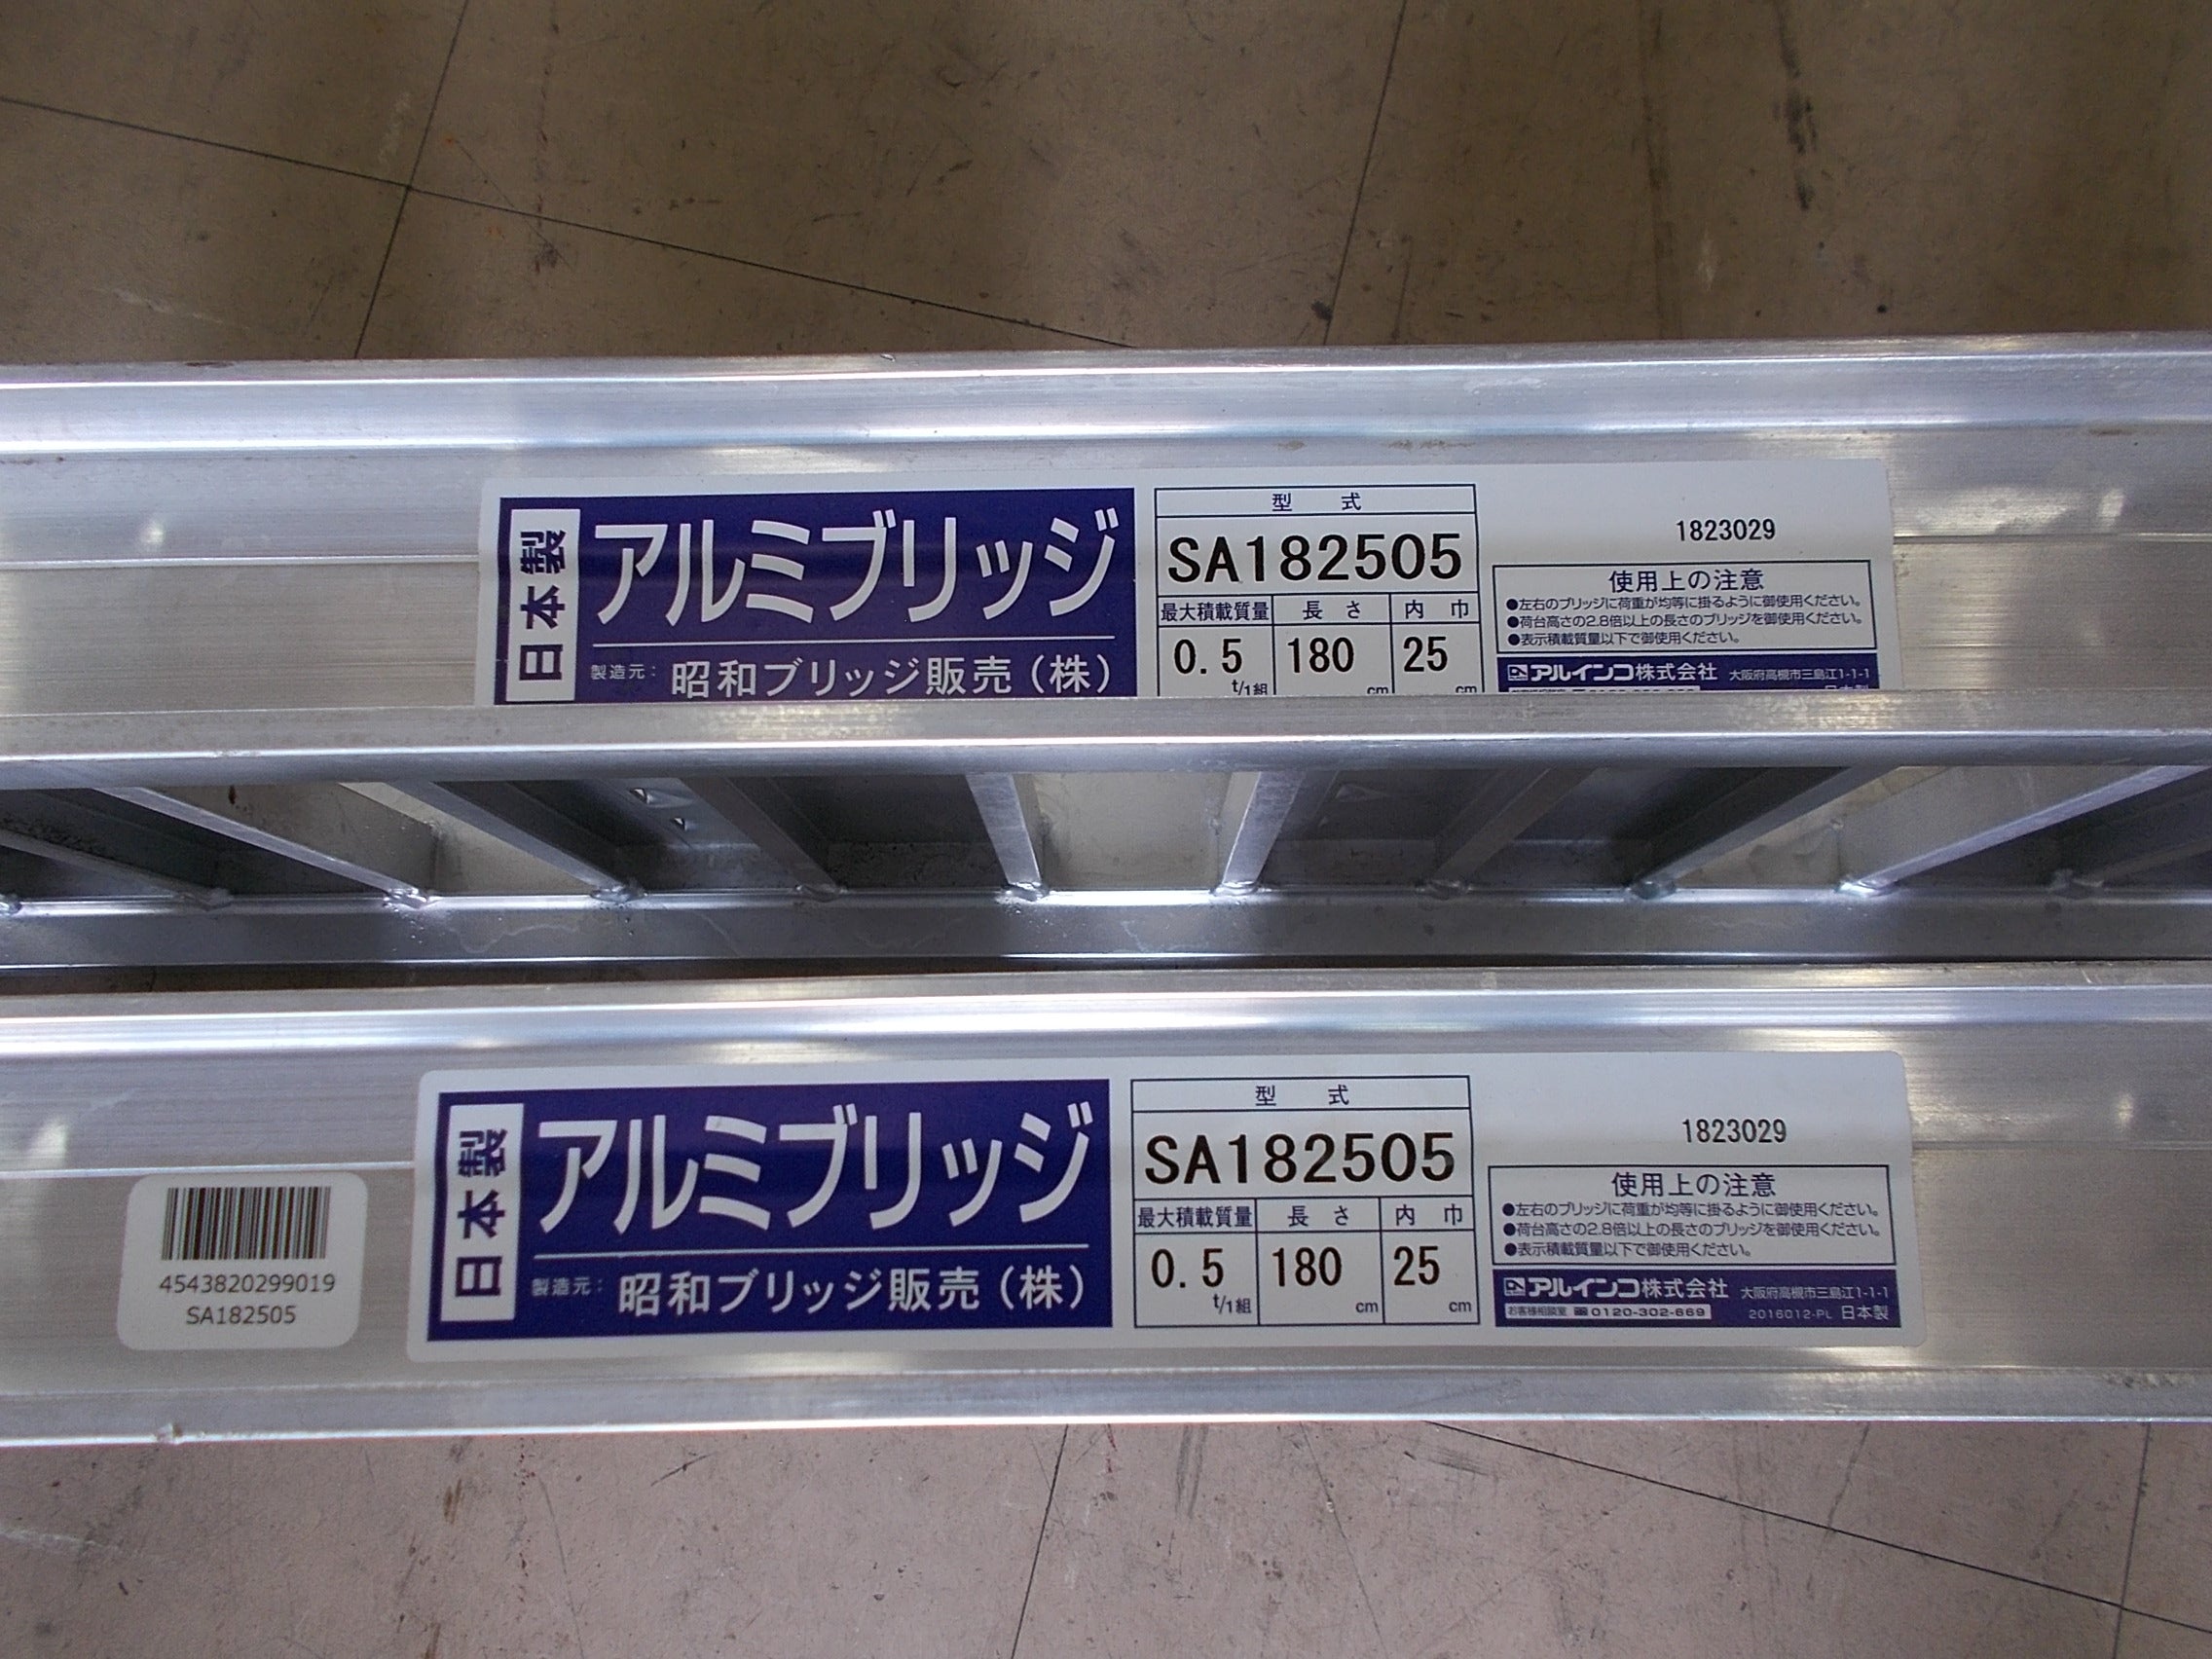 日本製
アルミブリッジ
製造元: 昭和ブリッジ販売(株)
型 式
SA182505
最大積載質量 長さ 内巾
0.5 t/1組 180 cm 25 cm
1823029
使用上の注意
●左右のブリッジに荷重が均等に掛るように御使用ください。
●荷台高さの2.8倍以上の長さのブリッジを御使用ください。
●表示積載質量以下で御使用ください。
アルインコ株式会社 大阪府高槻市三島江1-1-1
日本製
4543820299019
SA182505
日本製
アルミブリッジ
製造元: 昭和ブリッジ販売(株)
型 式
SA182505
最大積載質量 長さ 内巾
0.5 t/1組 180 cm 25 cm
1823029
使用上の注意
●左右のブリッジに荷重が均等に掛るように御使用ください。
●荷台高さの2.8倍以上の長さのブリッジを御使用ください。
●表示積載質量以下で御使用ください。
アルインコ株式会社 大阪府高槻市三島江1-1-1
お客様相談室 0120-302-669 2016012-PL 日本製